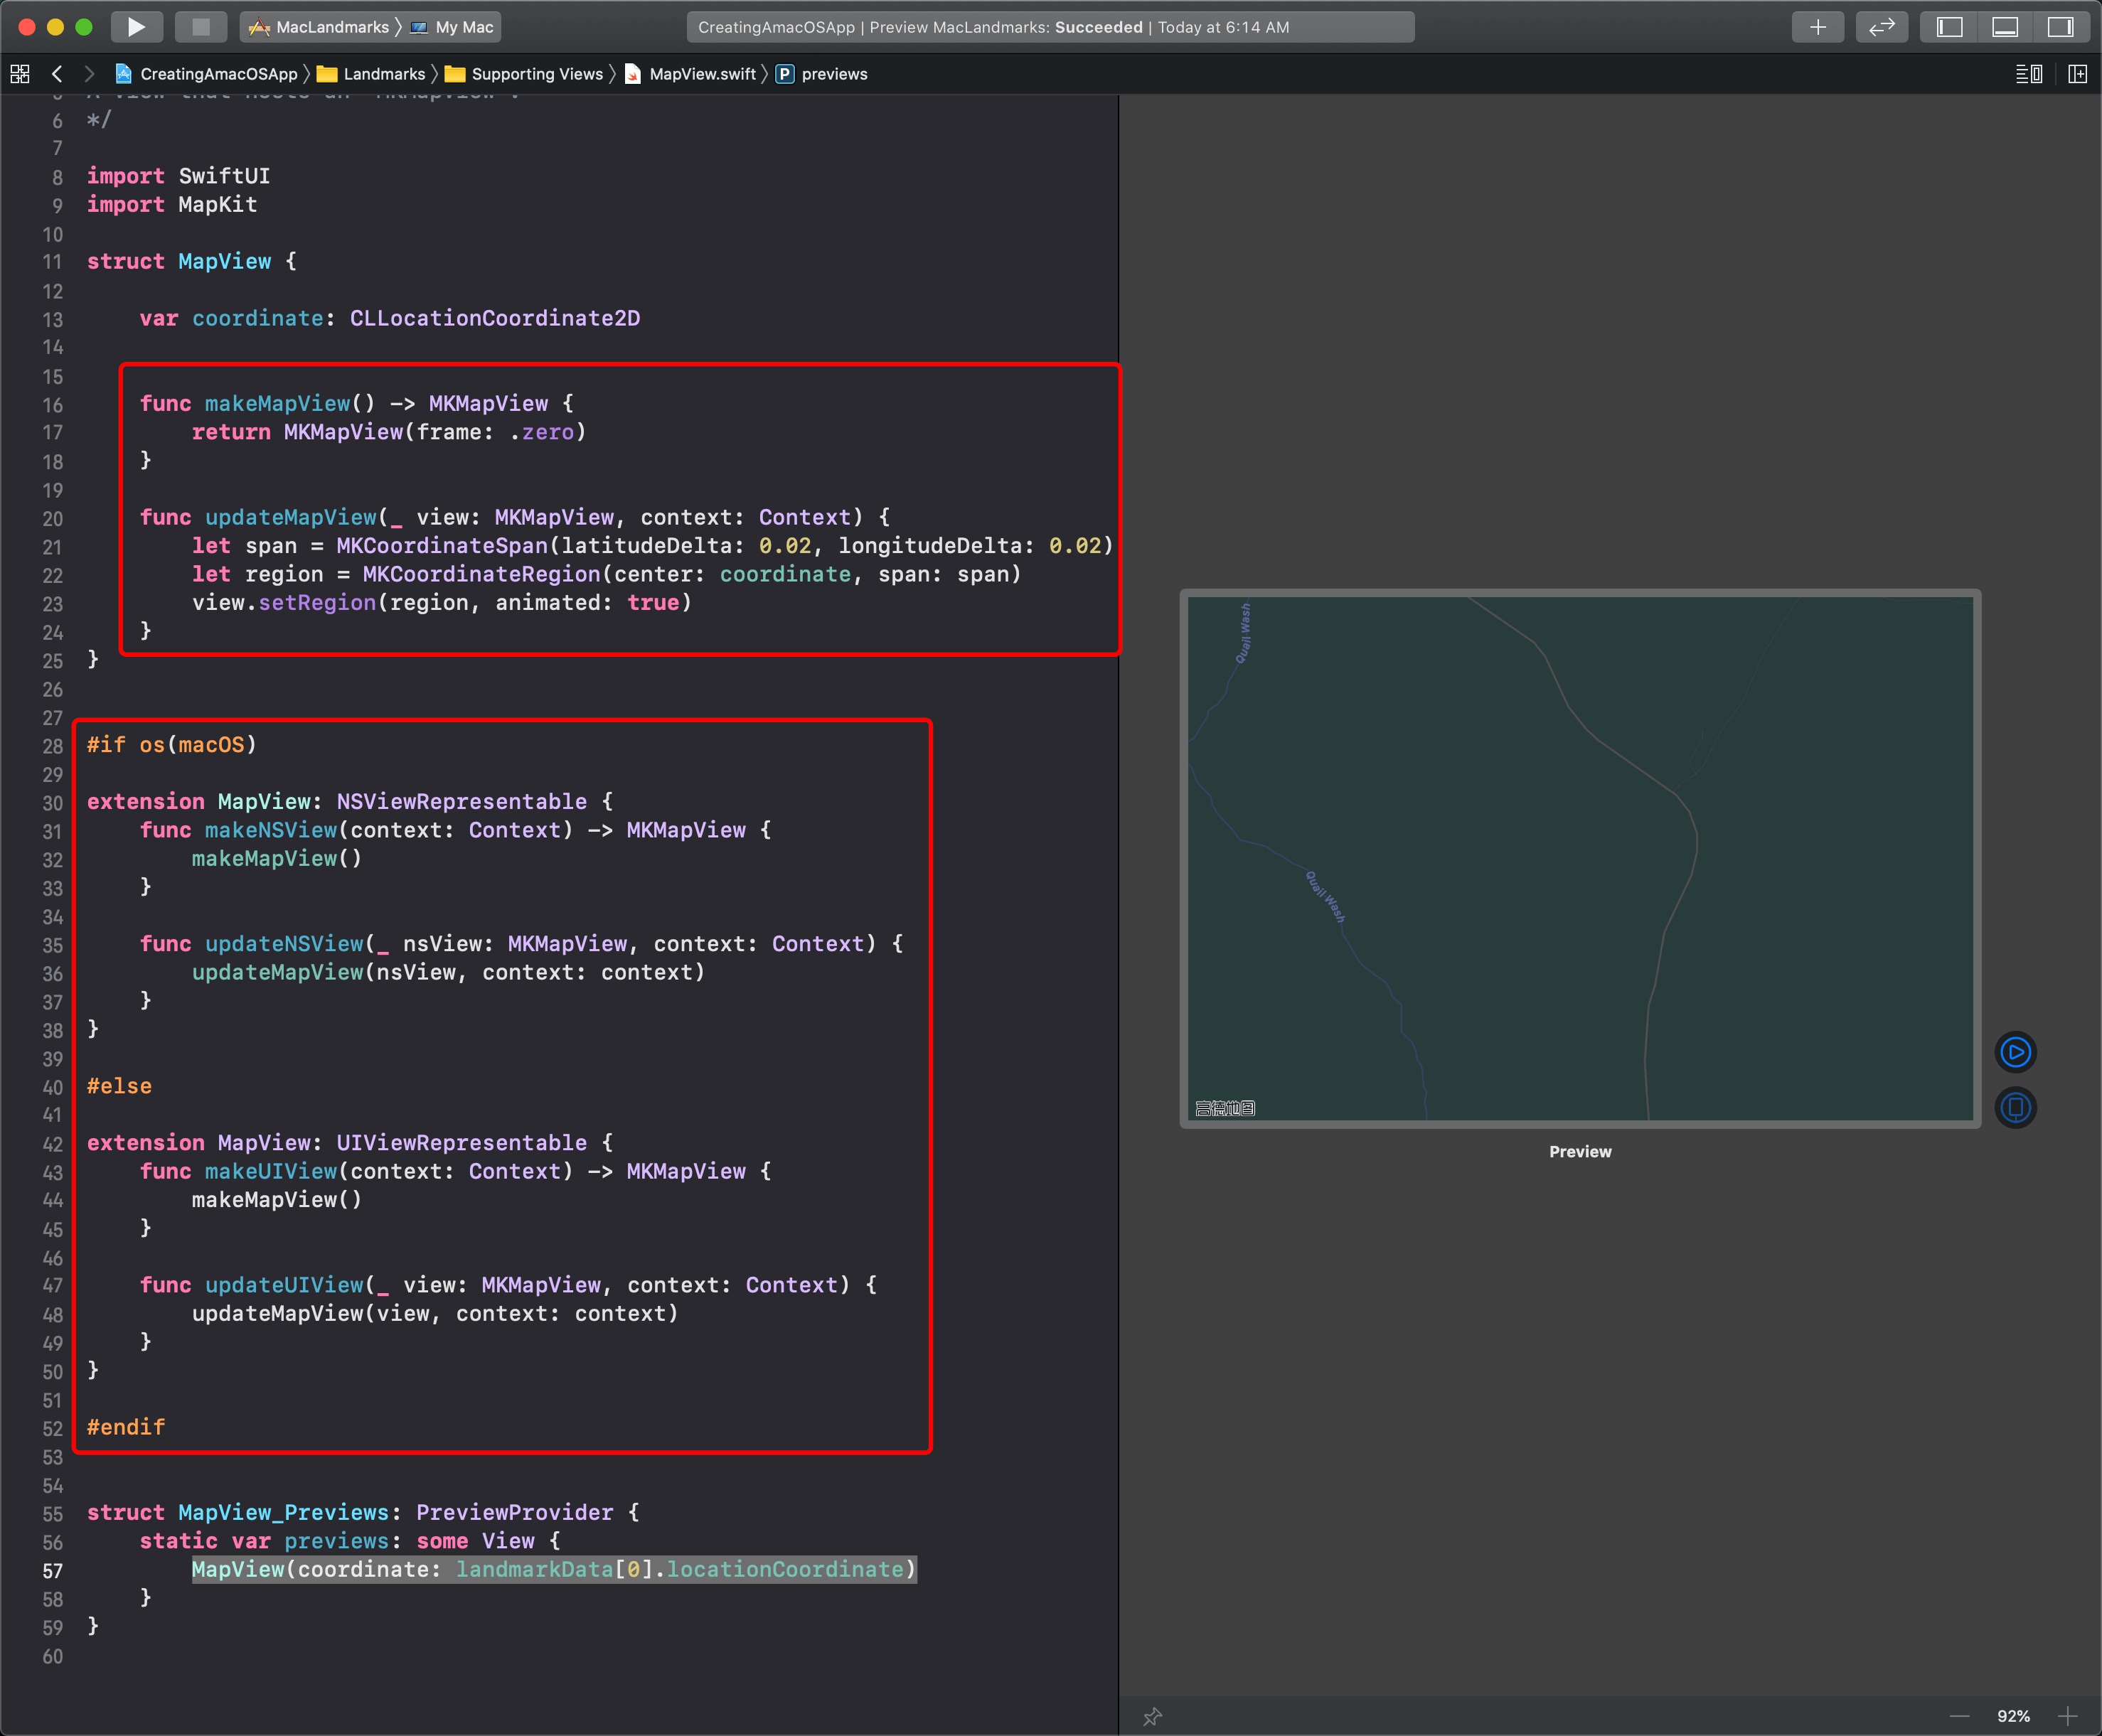 MacLandmarks 〉 My Mac
CreatingAmacOSApp | Preview MacLandmarks: Succeeded | Today at 6:14 AM
CreatingAmacOSApp 〉 Landmarks 〉 Supporting Views 〉 MapView.swift 〉 P previews
A view that hosts an `MKMapView`.
6 */
7
8 import SwiftUI
9 import MapKit
10
11 struct MapView {
12
13     var coordinate: CLLocationCoordinate2D
14
15
16     func makeMapView() -> MKMapView {
17         return MKMapView(frame: .zero)
18     }
19
20     func updateMapView(_ view: MKMapView, context: Context) {
21         let span = MKCoordinateSpan(latitudeDelta: 0.02, longitudeDelta: 0.02)
22         let region = MKCoordinateRegion(center: coordinate, span: span)
23         view.setRegion(region, animated: true)
24     }
25 }
26
27
28 #if os(macOS)
29
30 extension MapView: NSViewRepresentable {
31     func makeNSView(context: Context) -> MKMapView {
32         makeMapView()
33     }
34
35     func updateNSView(_ nsView: MKMapView, context: Context) {
36         updateMapView(nsView, context: context)
37     }
38 }
39
40 #else
41
42 extension MapView: UIViewRepresentable {
43     func makeUIView(context: Context) -> MKMapView {
44         makeMapView()
45     }
46
47     func updateUIView(_ view: MKMapView, context: Context) {
48         updateMapView(view, context: context)
49     }
50 }
51
52 #endif
53
54
55 struct MapView_Previews: PreviewProvider {
56     static var previews: some View {
57         MapView(coordinate: landmarkData[0].locationCoordinate)
58     }
59 }
60
Quail Wash
Quail Wash
高德地图
Preview
92%